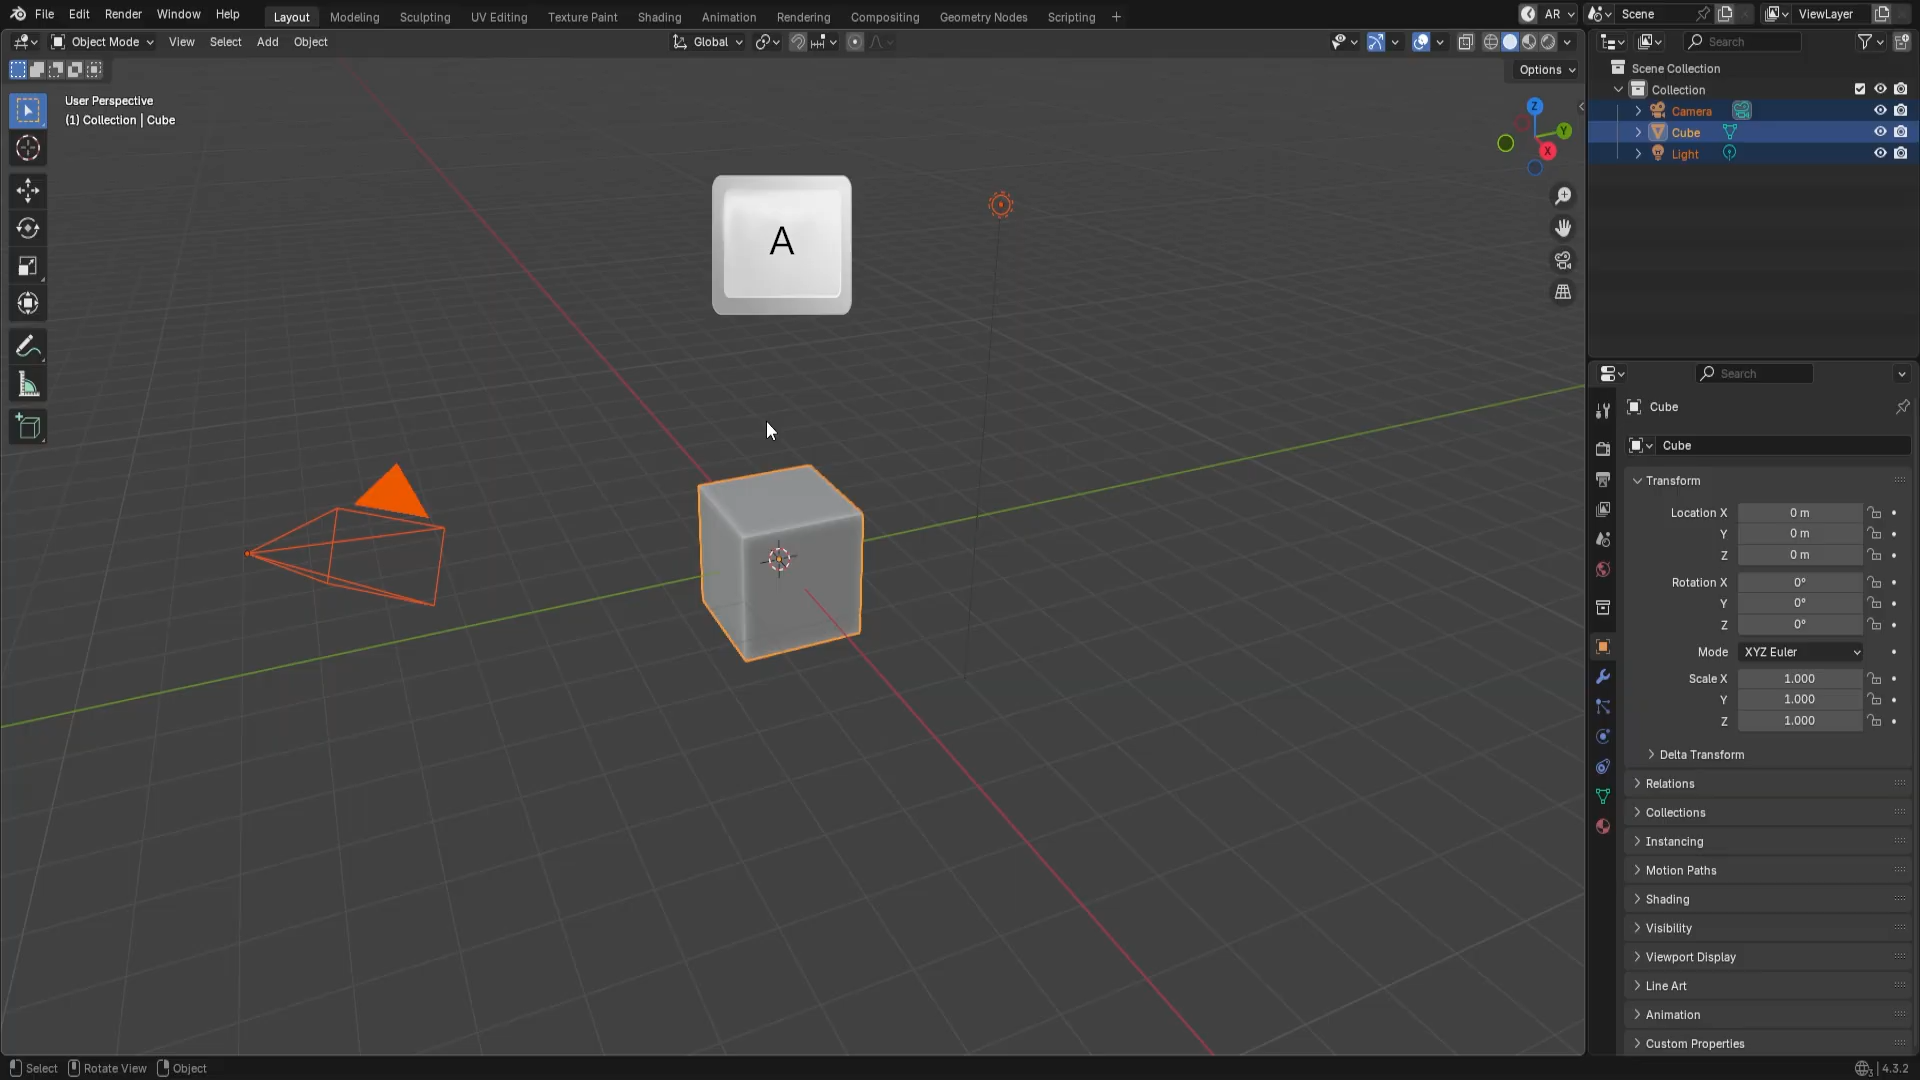 File Edit Render Window Help Layout Modeling Sculpting UV Editing Texture Paint Shading Animation Rendering Compositing Geometry Nodes Scripting + AR Scene ViewLayer
Object Mode View Select Add Object Global Search
Options
Scene Collection
Collection
Camera
Cube
Light
User Perspective
(1) Collection | Cube
Z
Y
X
A
Search
Cube
Cube
Transform
Location X 0 m
Y 0 m
Z 0 m
Rotation X 0°
Y 0°
Z 0°
Mode XYZ Euler
Scale X 1.000
Y 1.000
Z 1.000
Delta Transform
Relations
Collections
Instancing
Motion Paths
Shading
Visibility
Viewport Display
Line Art
Animation
Custom Properties
Select Rotate View Object 4.3.2